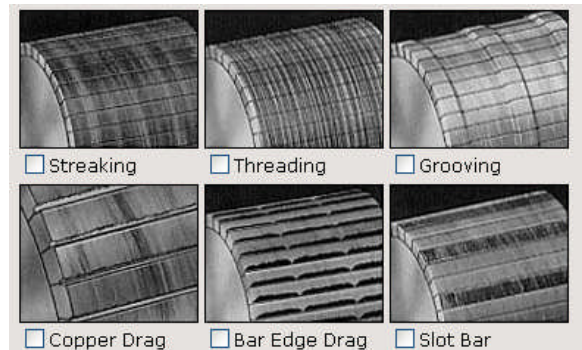 Streaking
Threading
Grooving
Copper Drag
Bar Edge Drag
Slot Bar